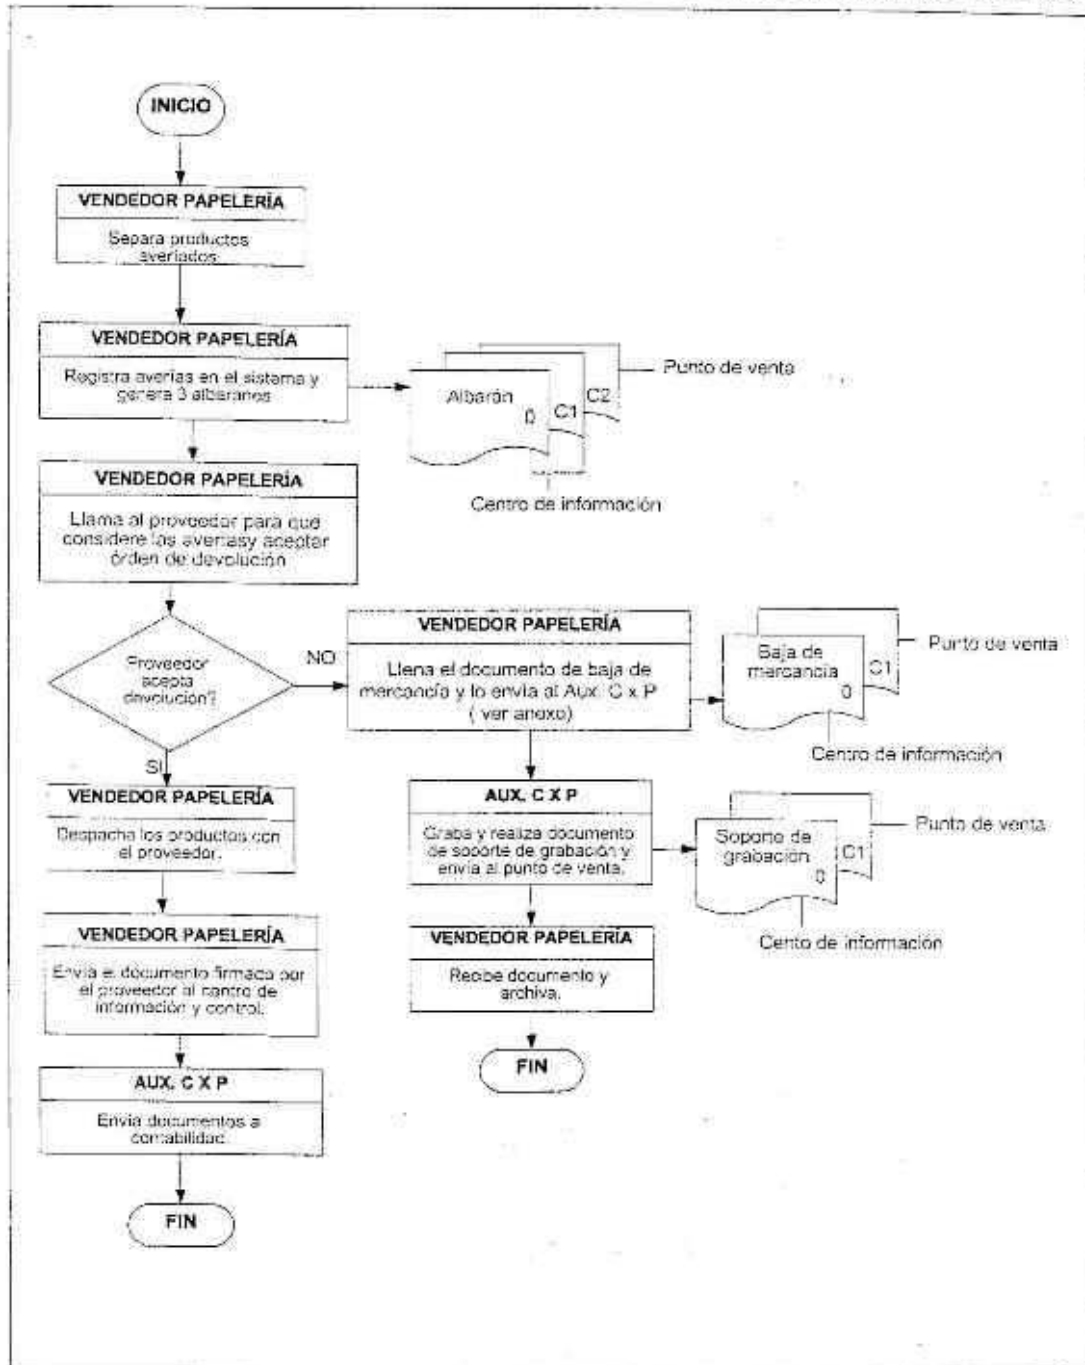 INICIO
VENDEDOR PAPELERÍA
Separa productos
averiados
VENDEDOR PAPELERÍA
Registra averías en el sistema y
genera 3 albaranes
Albarán
0
C1
C2
Punto de venta
Centro de información
VENDEDOR PAPELERÍA
Llama al proveedor para que
considere las averíasy aceptar
órden de devolución
Proveedor
acepta
devolución?
NO
SI
VENDEDOR PAPELERÍA
Llena el documento de baja de
mercancía y lo envía al Aux. C x P
( ver anexo)
Baja de
mercancía
0
C1
Punto de venta
Centro de información
VENDEDOR PAPELERÍA
Despacha los productos con
el proveedor.
AUX. C X P
Graba y realiza documento
de soporte de grabación y
envía al punto de venta.
Soporte de
grabación
0
C1
Punto de venta
Cento de información
VENDEDOR PAPELERÍA
Envía el documento firmado por
el proveedor al centro de
información y control.
VENDEDOR PAPELERÍA
Recibe documento y
archiva.
FIN
AUX. C X P
Envía documentos a
contabilidad
FIN